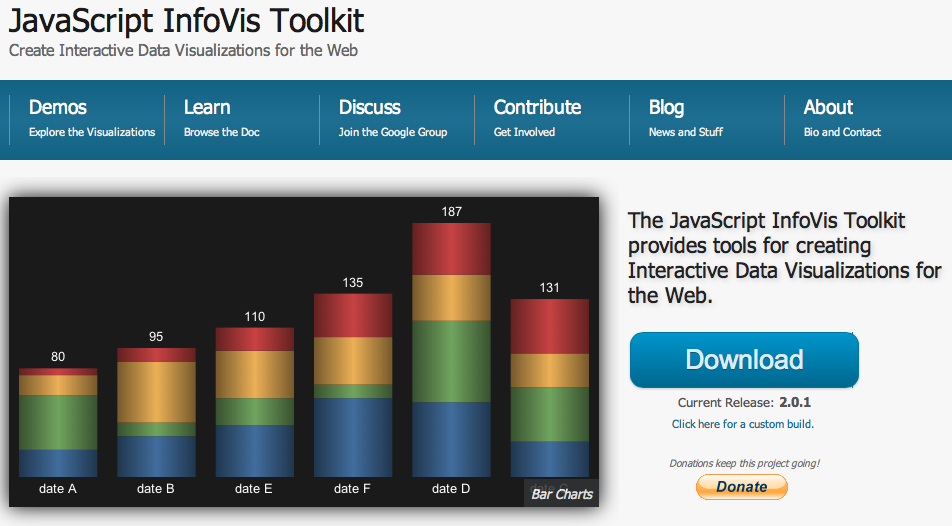 JavaScript InfoVis Toolkit
Create Interactive Data Visualizations for the Web
Demos
Explore the Visualizations
Learn
Browse the Doc
Discuss
Join the Google Group
Contribute
Get Involved
Blog
News and Stuff
About
Bio and Contact
80
95
110
135
187
131
date A
date B
date E
date F
date D
Bar Charts
The JavaScript InfoVis Toolkit
provides tools for creating
Interactive Data Visualizations for
the Web.
Download
Current Release: 2.0.1
Click here for a custom build.
Donations keep this project going!
Donate